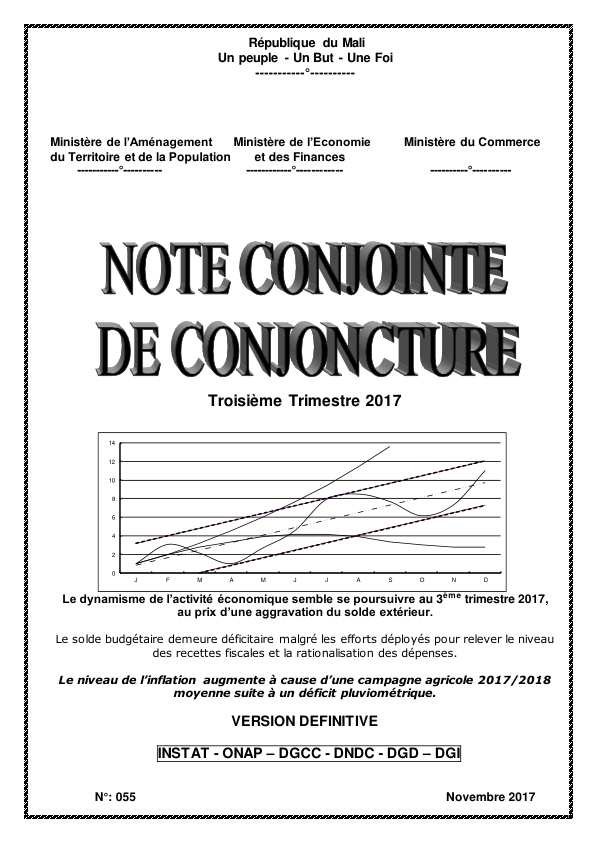 République du Mali
Un peuple - Un But - Une Foi
-----------°----------
Ministère de l'Aménagement Ministère de l'Economie Ministère du Commerce
du Territoire et de la Population et des Finances
-----------°---------- ------------°------------ ----------°----------
NOTE CONJOINTE
DE CONJONCTURE
Troisième Trimestre 2017
14
12
10
8
6
4
2
0
J F M A M J J A S O N D
Le dynamisme de l'activité économique semble se poursuivre au 3ème trimestre 2017,
au prix d'une aggravation du solde extérieur.
Le solde budgétaire demeure déficitaire malgré les efforts déployés pour relever le niveau
des recettes fiscales et la rationalisation des dépenses.
Le niveau de l'inflation augmente à cause d'une campagne agricole 2017/2018
moyenne suite à un déficit pluviométrique.
VERSION DEFINITIVE
INSTAT - ONAP – DGCC - DNDC - DGD – DGI
N°: 055 Novembre 2017